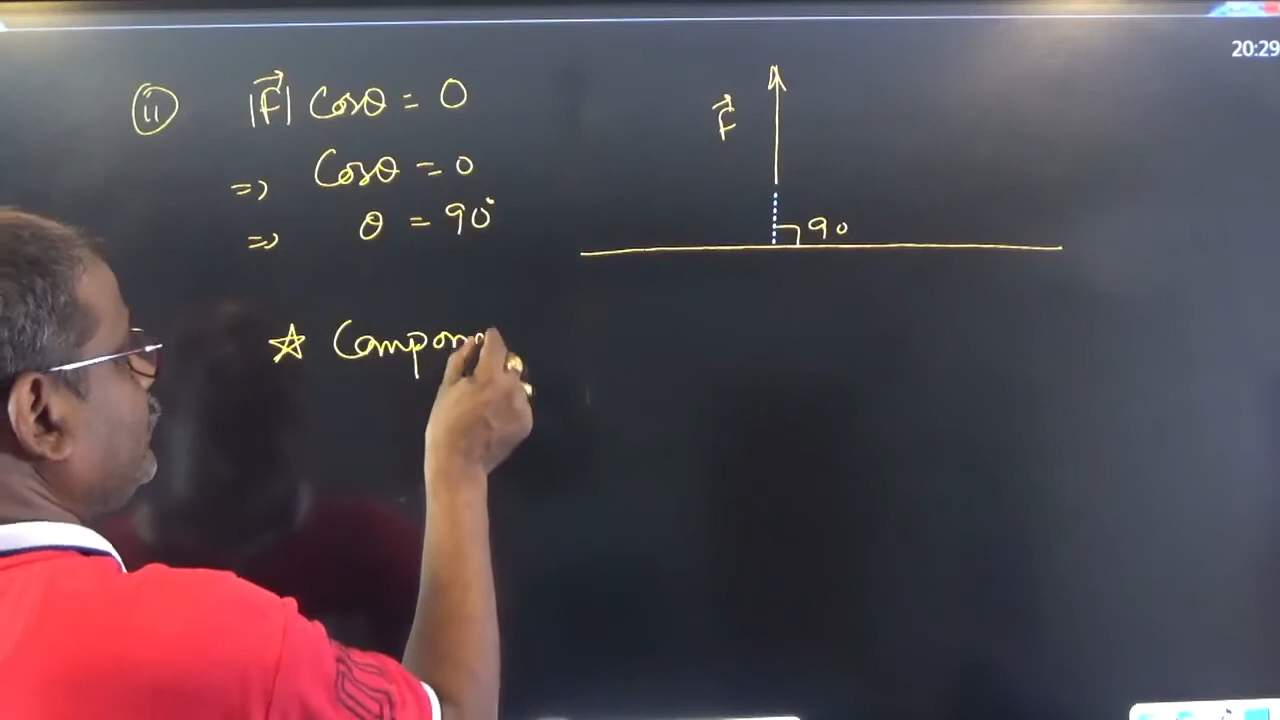 20:29
ii |F⃗| Cosθ = 0
=> Cosθ = 0
=> θ = 90°
F⃗
90
☆ Compon